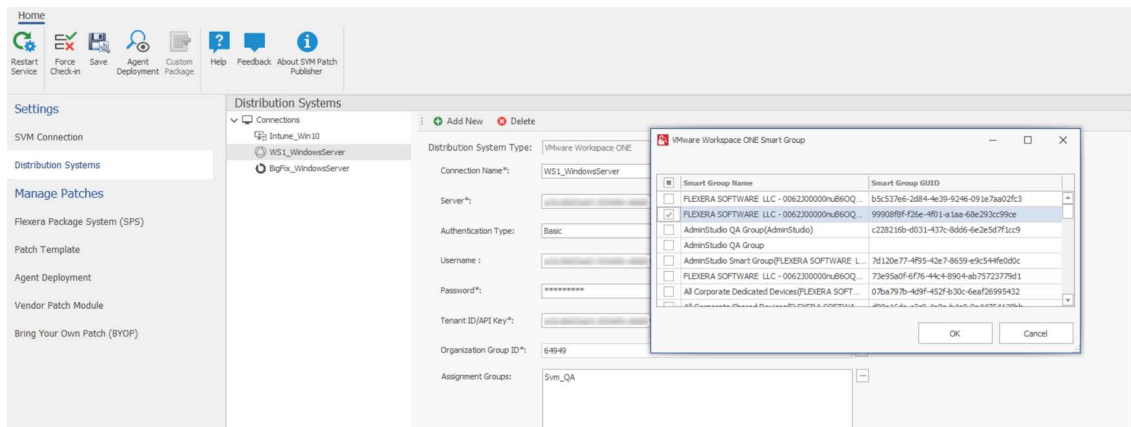 Home
Restart Service
Force Check-in
Save
Agent Deployment
Custom Package
Help
Feedback
About SVM Patch Publisher
Settings
SVM Connection
Distribution Systems
Manage Patches
Flexera Package System (SPS)
Patch Template
Agent Deployment
Vendor Patch Module
Bring Your Own Patch (BYOP)
Distribution Systems
Connections
Intune_Win10
WS1_WindowsServer
BigFix_WindowsServer
Add New Delete
Distribution System Type: VMware Workspace ONE
Connection Name*: WS1_WindowsServer
Server*:
Authentication Type: Basic
Username :
Password*: *********
Tenant ID/API Key*:
Organization Group ID*: 64949
Assignment Groups: Svm_QA
VMware Workspace ONE Smart Group
Smart Group Name Smart Group GUID
FLEXERA SOFTWARE LLC - 0062J00000nuB6OQ... b5c537e6-2d84-4e39-9246-091e7aa02fc3
FLEXERA SOFTWARE LLC - 0062J00000nuB6OQ... 99908f8f-f26e-4f01-a1aa-68e293cc99ce
AdminStudio QA Group(AdminStudio) c228216b-d031-437c-8dd6-6e2e5d7f1cc9
AdminStudio QA Group
AdminStudio Smart Group(FLEXERA SOFTWARE L... 7d120e77-4f95-42e7-8659-e9c544fe0d0c
FLEXERA SOFTWARE LLC - 0062J00000nuB6OQ... 73e95a0f-6f76-44c4-8904-ab75723779d1
All Corporate Dedicated Devices(FLEXERA SOFT... 07ba797b-4d9f-452f-b30c-6eaf26995432
OK Cancel